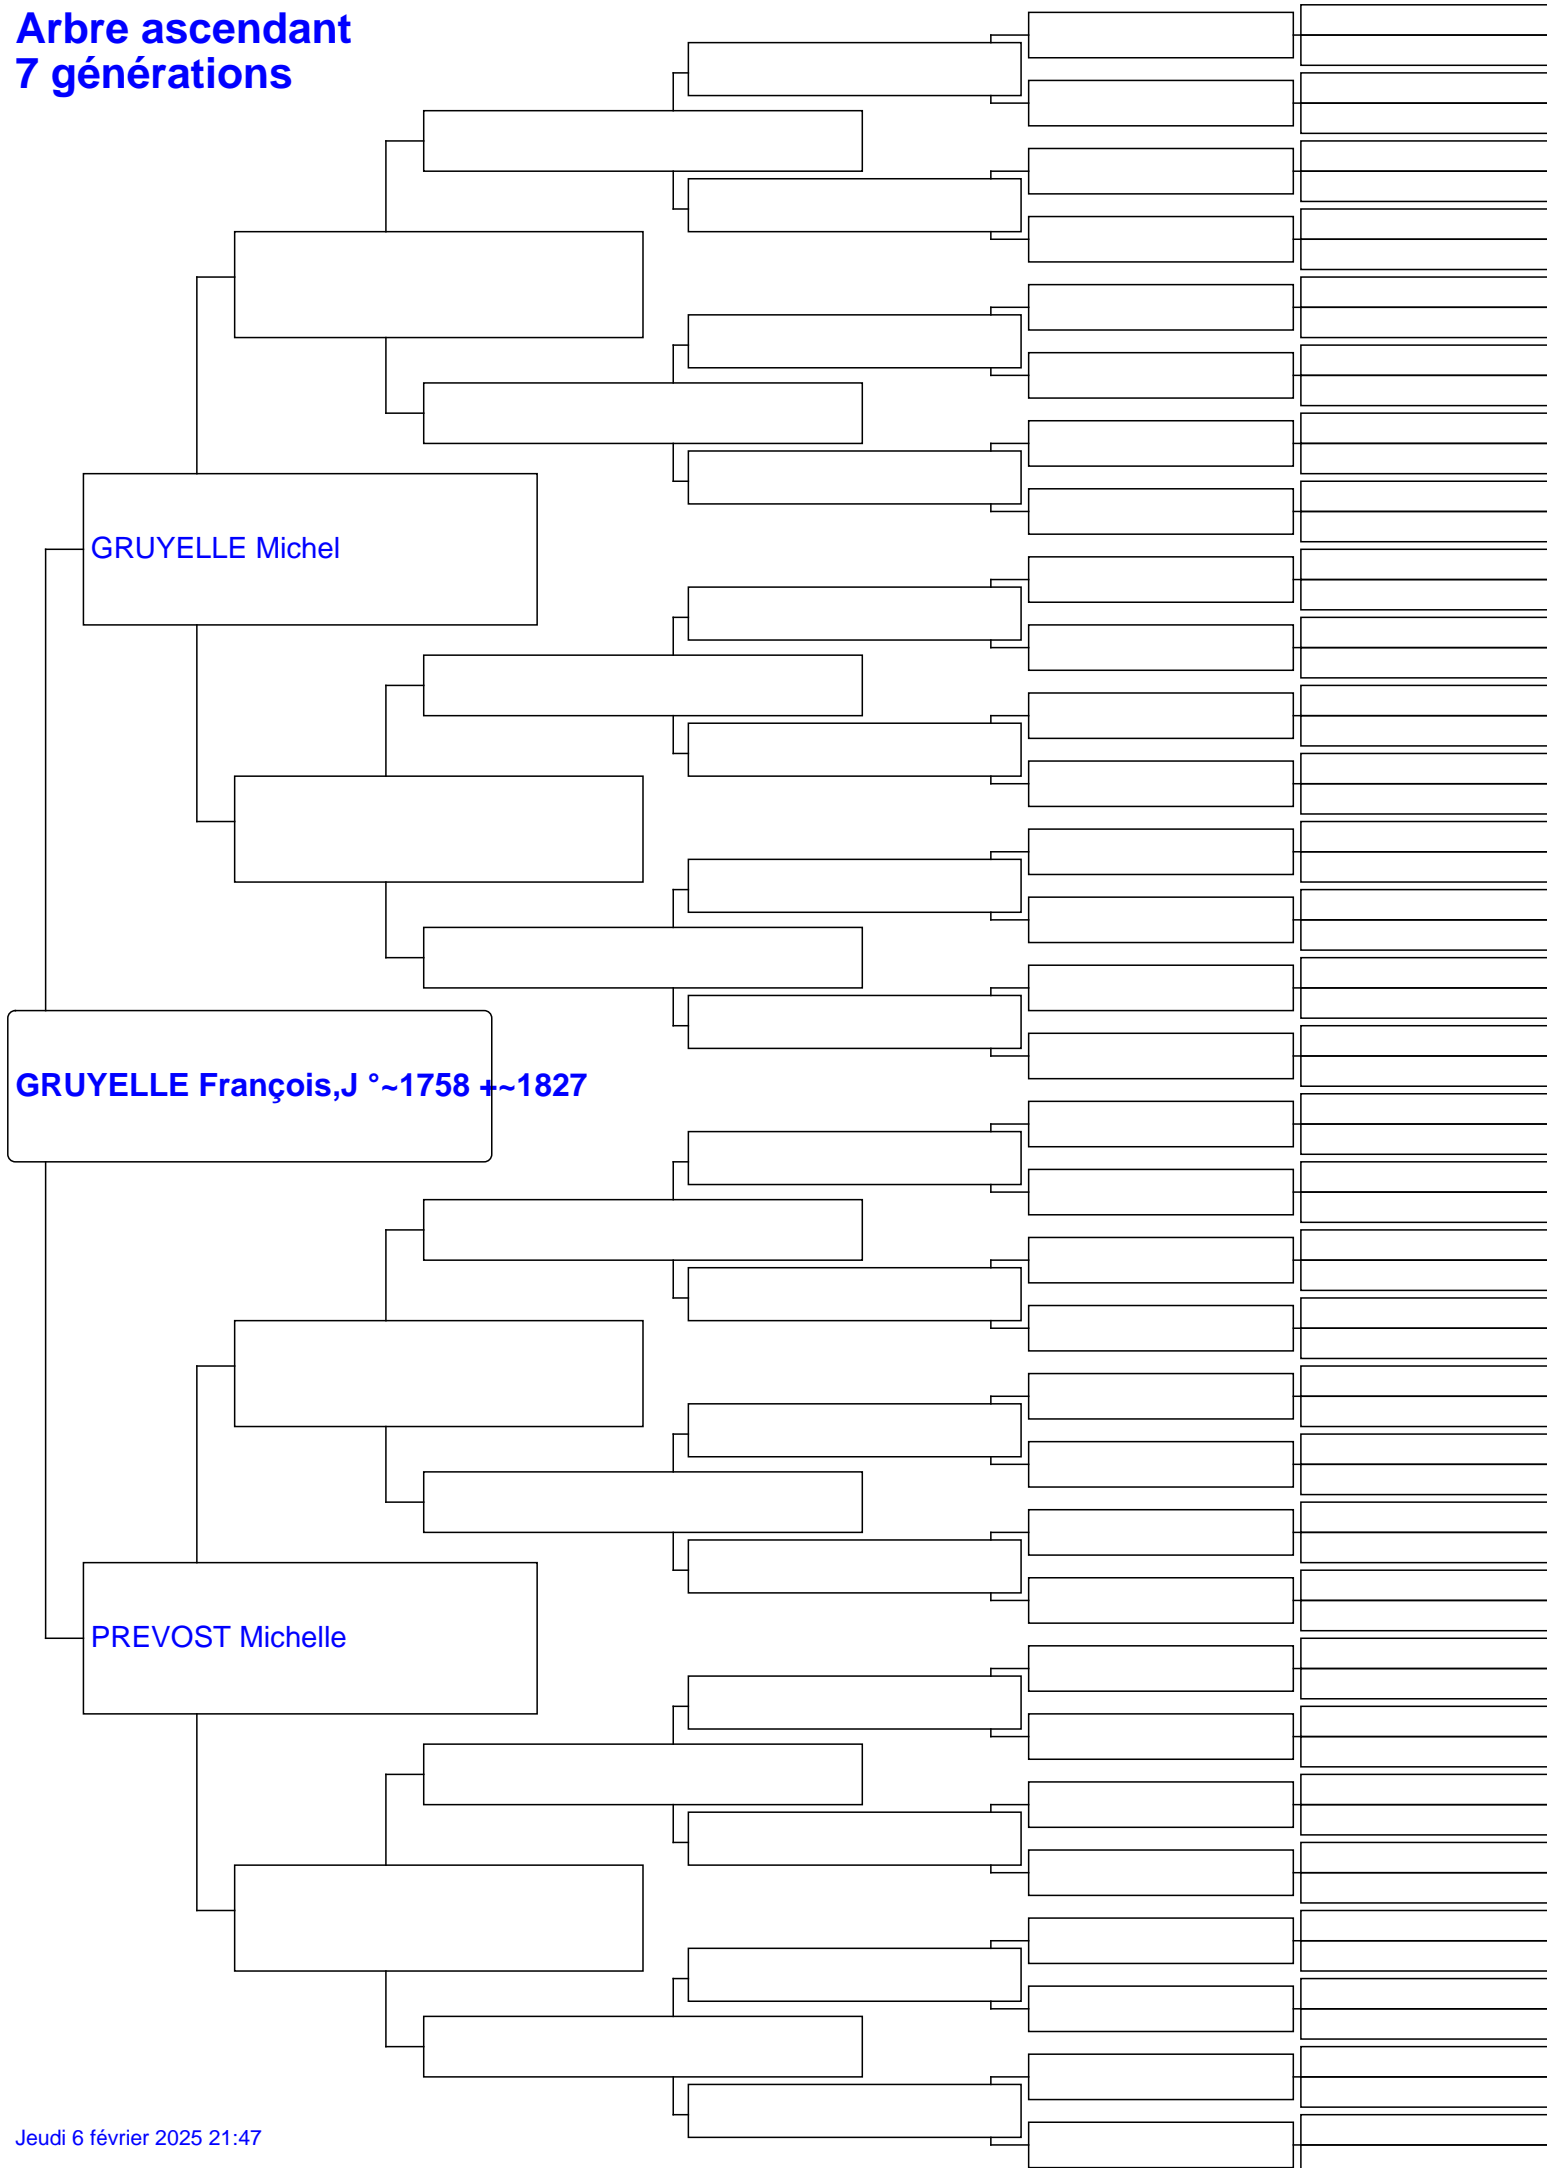 Arbre ascendant
7 générations
GRUYELLE Michel
GRUYELLE François,J °~1758 +~1827
PREVOST Michelle
Jeudi 6 février 2025 21:47